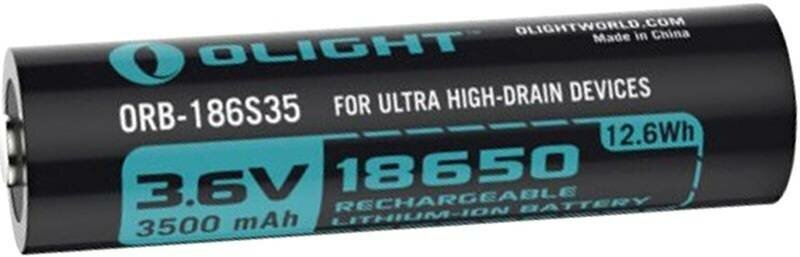 OLIGHT
OLIGHTWORLD.COM
Made in China
ORB-186S35 FOR ULTRA HIGH-DRAIN DEVICES
12.6Wh
3.6V 18650
3500 mAh
RECHARGEABLE
LITHIUM-ION BATTERY